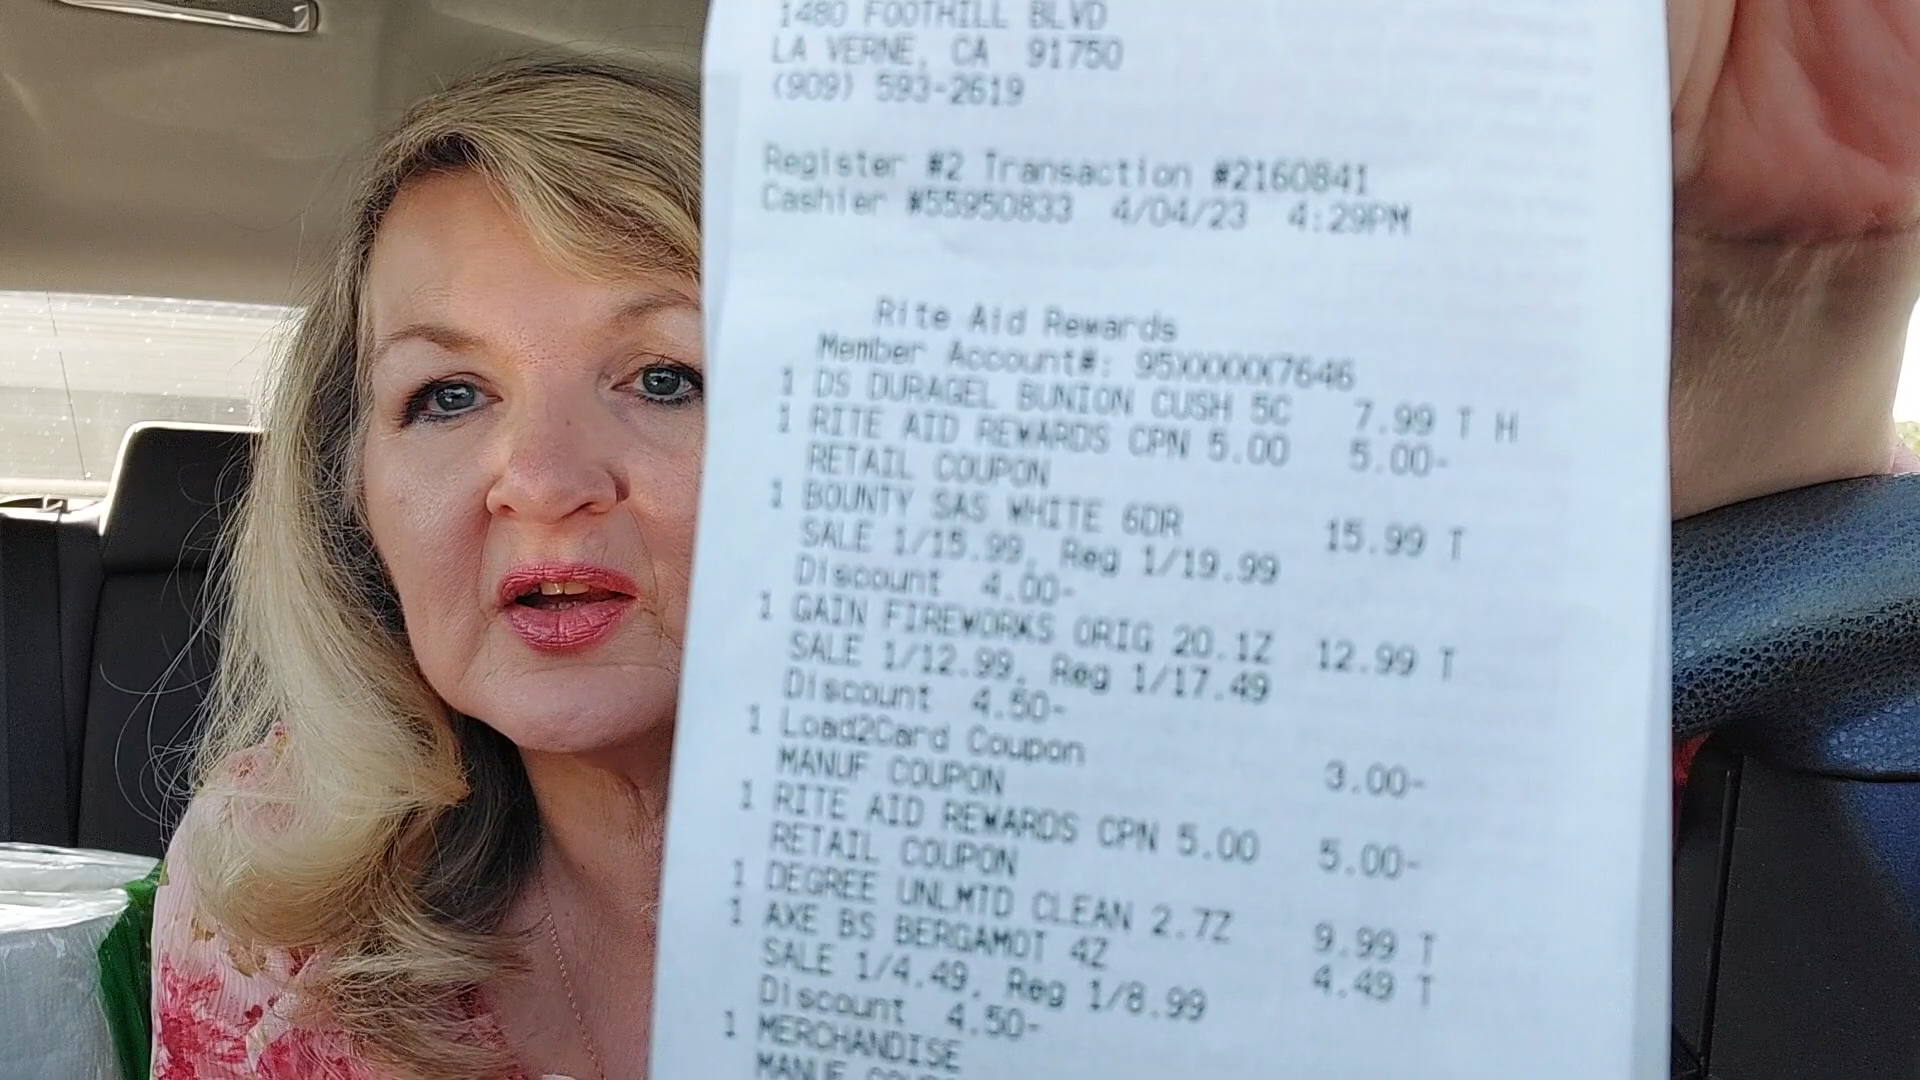 1480 FOOTHILL BLVD
LA VERNE, CA 91750
(909) 593-2619
Register #2 Transaction #2160841
Cashier #55950833 4/04/23 4:29PM
Rite Aid Rewards
Member Account#: 95XXXXXX7646
1 DS DURAGEL BUNION CUSH 5C 7.99 T H
1 RITE AID REWARDS CPN 5.00 5.00-
RETAIL COUPON
1 BOUNTY SAS WHITE 6DR 15.99 T
SALE 1/15.99, Reg 1/19.99
Discount 4.00-
1 GAIN FIREWORKS ORIG 20.1Z 12.99 T
SALE 1/12.99, Reg 1/17.49
Discount 4.50-
1 Load2Card Coupon
MANUF COUPON 3.00-
1 RITE AID REWARDS CPN 5.00 5.00-
RETAIL COUPON
1 DEGREE UNLMTD CLEAN 2.7Z 9.99 T
1 AXE BS BERGAMOT 4Z 4.49 T
SALE 1/4.49, Reg 1/8.99
Discount 4.50-
1 MERCHANDISE
MANUF